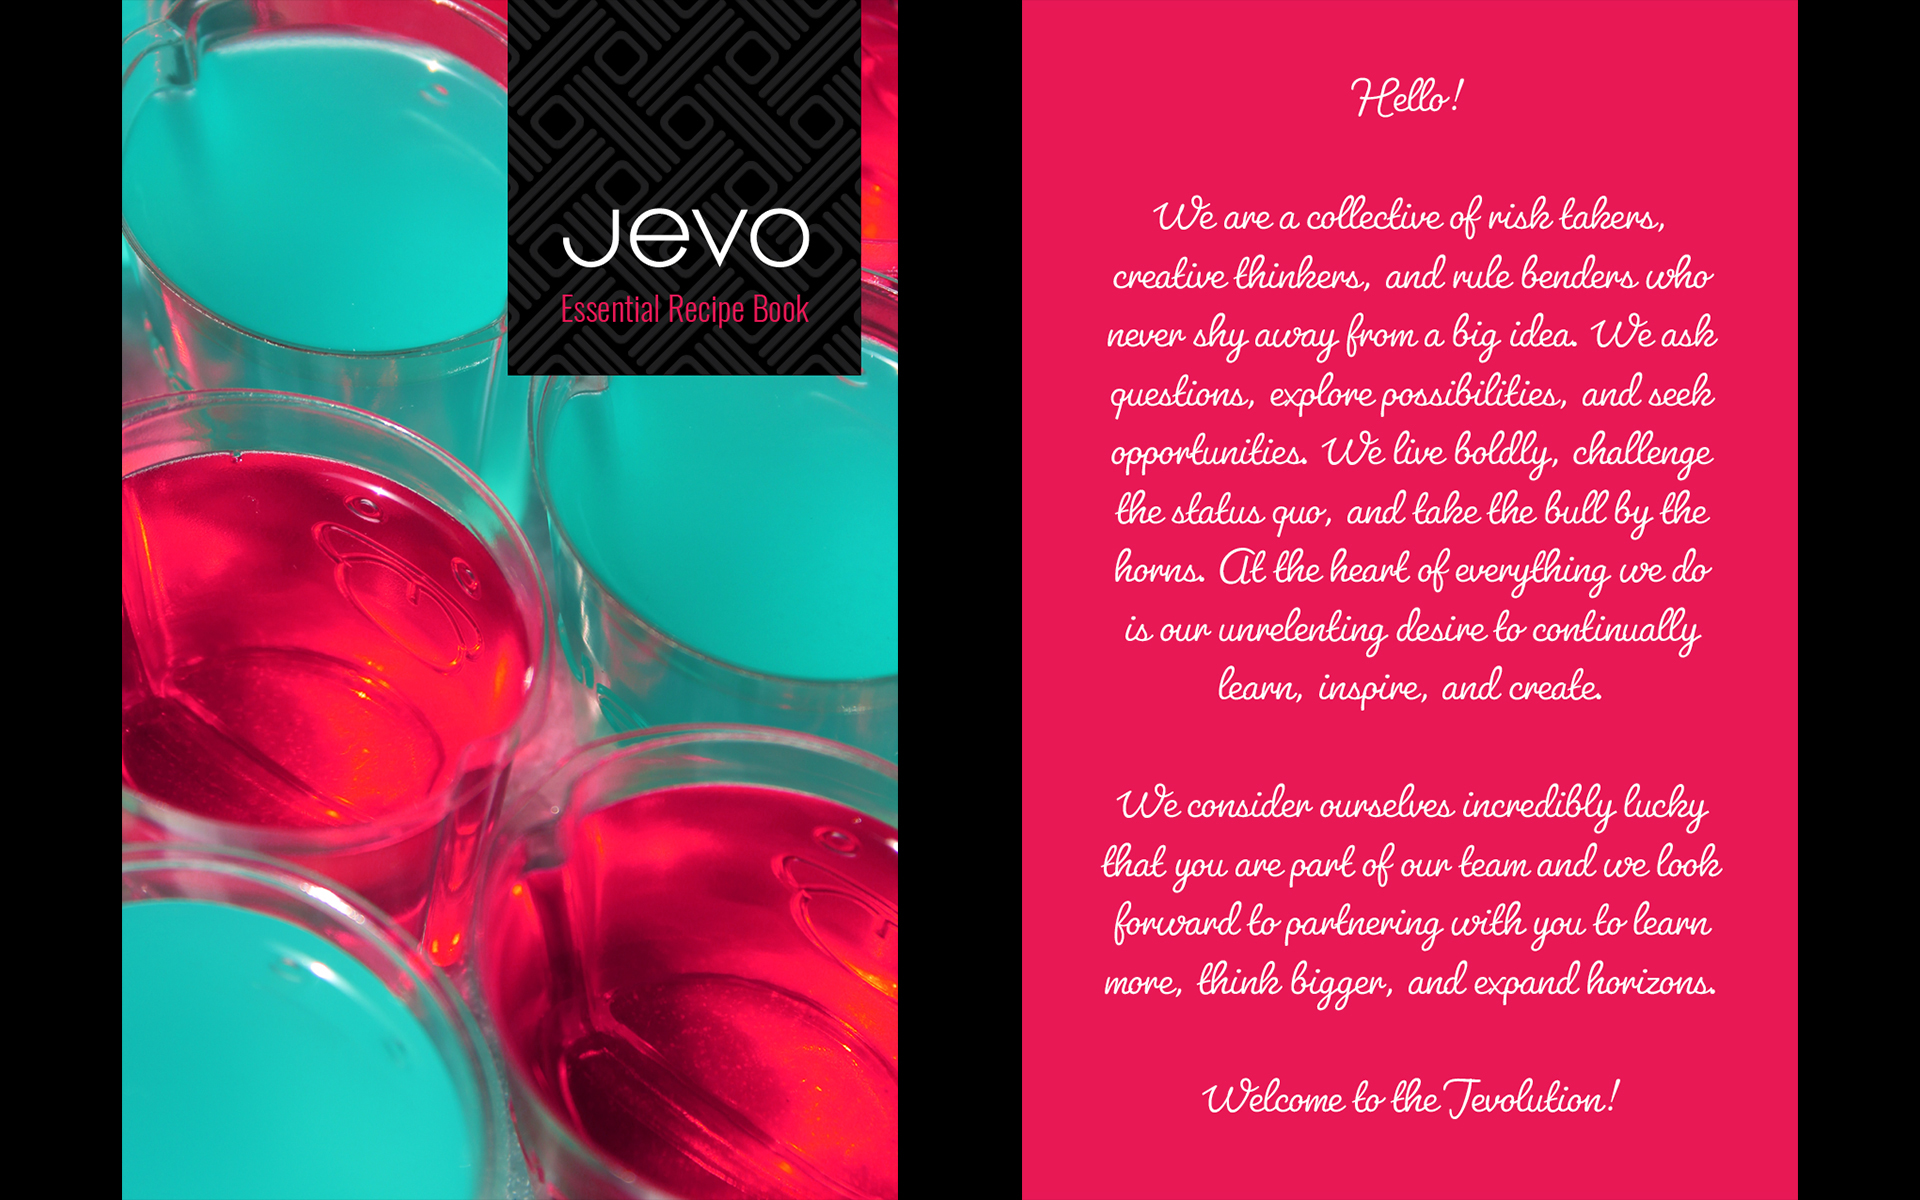 Jevo
Essential Recipe Book
Hello!
We are a collective of risk takers,
creative thinkers, and rule benders who
never shy away from a big idea. We ask
questions, explore possibilities, and seek
opportunities. We live boldly, challenge
the status quo, and take the bull by the
horns. At the heart of everything we do
is our unrelenting desire to continually
learn, inspire, and create.
We consider ourselves incredibly lucky
that you are part of our team and we look
forward to partnering with you to learn
more, think bigger, and expand horizons.
Welcome to the Jevolution!